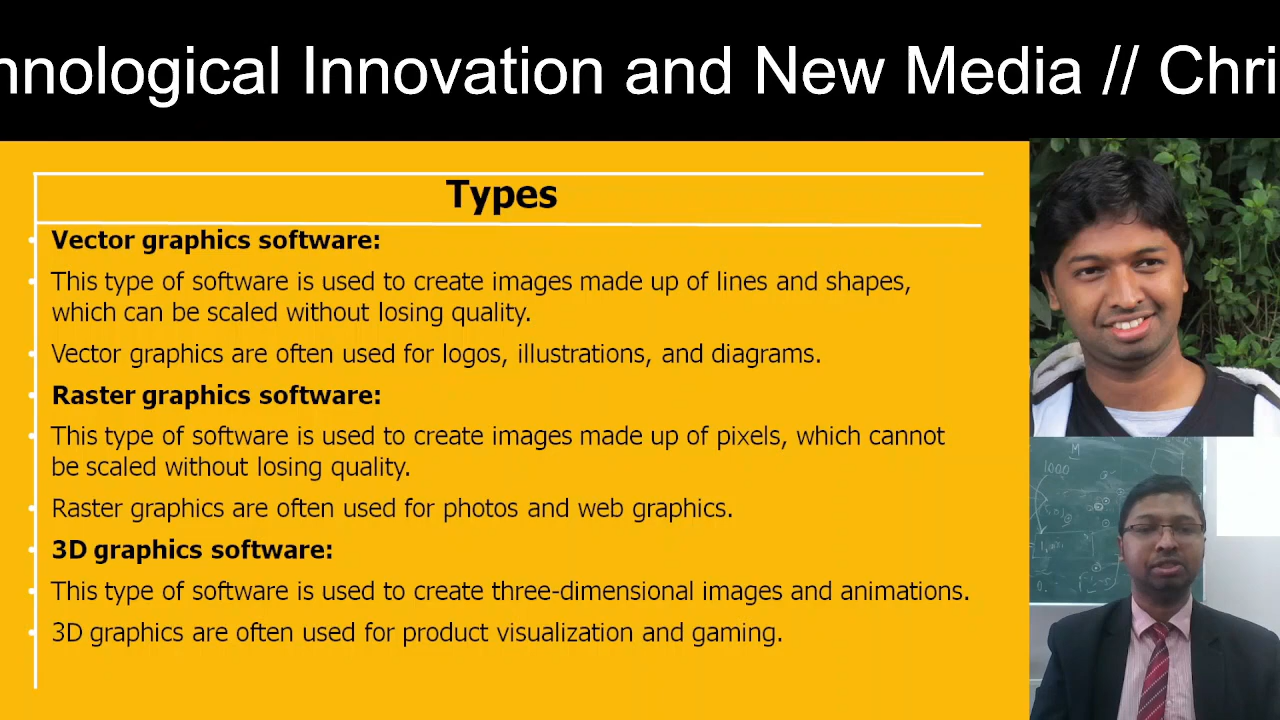 hnological Innovation and New Media // Chri
Types
Vector graphics software:
This type of software is used to create images made up of lines and shapes,
which can be scaled without losing quality.
Vector graphics are often used for logos, illustrations, and diagrams.
Raster graphics software:
This type of software is used to create images made up of pixels, which cannot
be scaled without losing quality.
Raster graphics are often used for photos and web graphics.
3D graphics software:
This type of software is used to create three-dimensional images and animations.
3D graphics are often used for product visualization and gaming.
M
1000